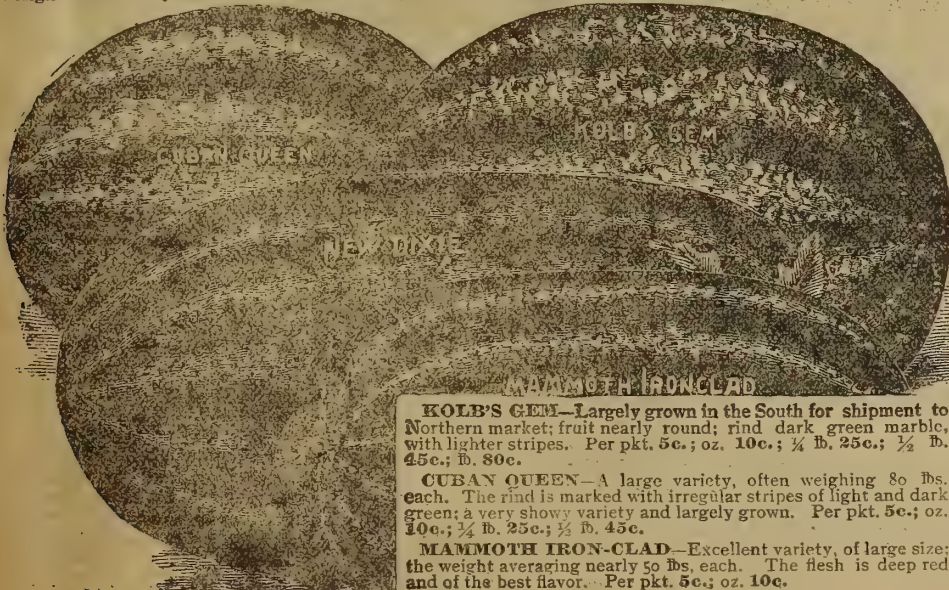 CUBAN QUEEN
KOLB'S GEM
NEW DIXIE
MAMMOTH IRONCLAD
KOLB'S GEM—Largely grown in the South for shipment to
Northern market; fruit nearly round; rind dark green marble,
with lighter stripes. Per pkt. 5c.; oz. 10c.; ¼ lb. 25c.; ½ lb.
45c.; lb. 80c.
CUBAN QUEEN—A large variety, often weighing 80 lbs.
each. The rind is marked with irregular stripes of light and dark
green; a very showy variety and largely grown. Per pkt. 5c.; oz.
10c.; ¼ lb. 25c.; ½ lb. 45c.
MAMMOTH IRON-CLAD—Excellent variety, of large size:
the weight averaging nearly 50 lbs, each. The flesh is deep red
and of the best flavor. Per pkt. 5c.; oz. 10c.